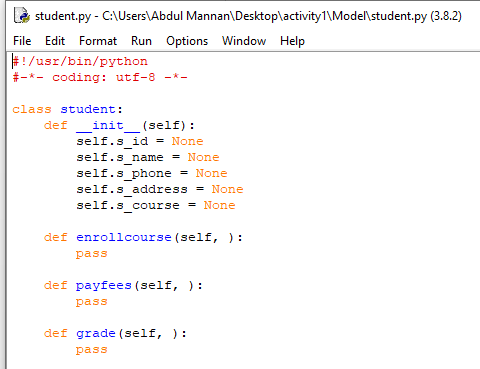 student.py - C:\Users\Abdul Mannan\Desktop\activity1\Model\student.py (3.8.2)
File Edit Format Run Options Window Help
#!/usr/bin/python
#-*- coding: utf-8 -*-
class student:
    def __init__(self):
        self.s_id = None
        self.s_name = None
        self.s_phone = None
        self.s_address = None
        self.s_course = None
    def enrollcourse(self, ):
        pass
    def payfees(self, ):
        pass
    def grade(self, ):
        pass